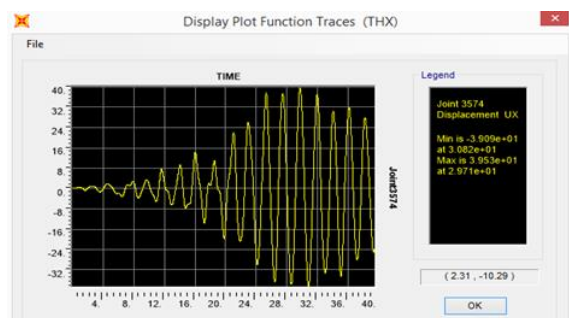 Display Plot Function Traces (THX)
File
TIME
40.
32.
24.
16.
8.
0.
-8.
-16.
-24.
-32.
4. 8. 12. 16. 20. 24. 28. 32. 36. 40.
Joint3574
Legend
Joint 3574
Displacement UX
Min is -3.909e+01
at 3.082e+01
Max is 3.953e+01
at 2.971e+01
( 2.31 , -10.29 )
OK